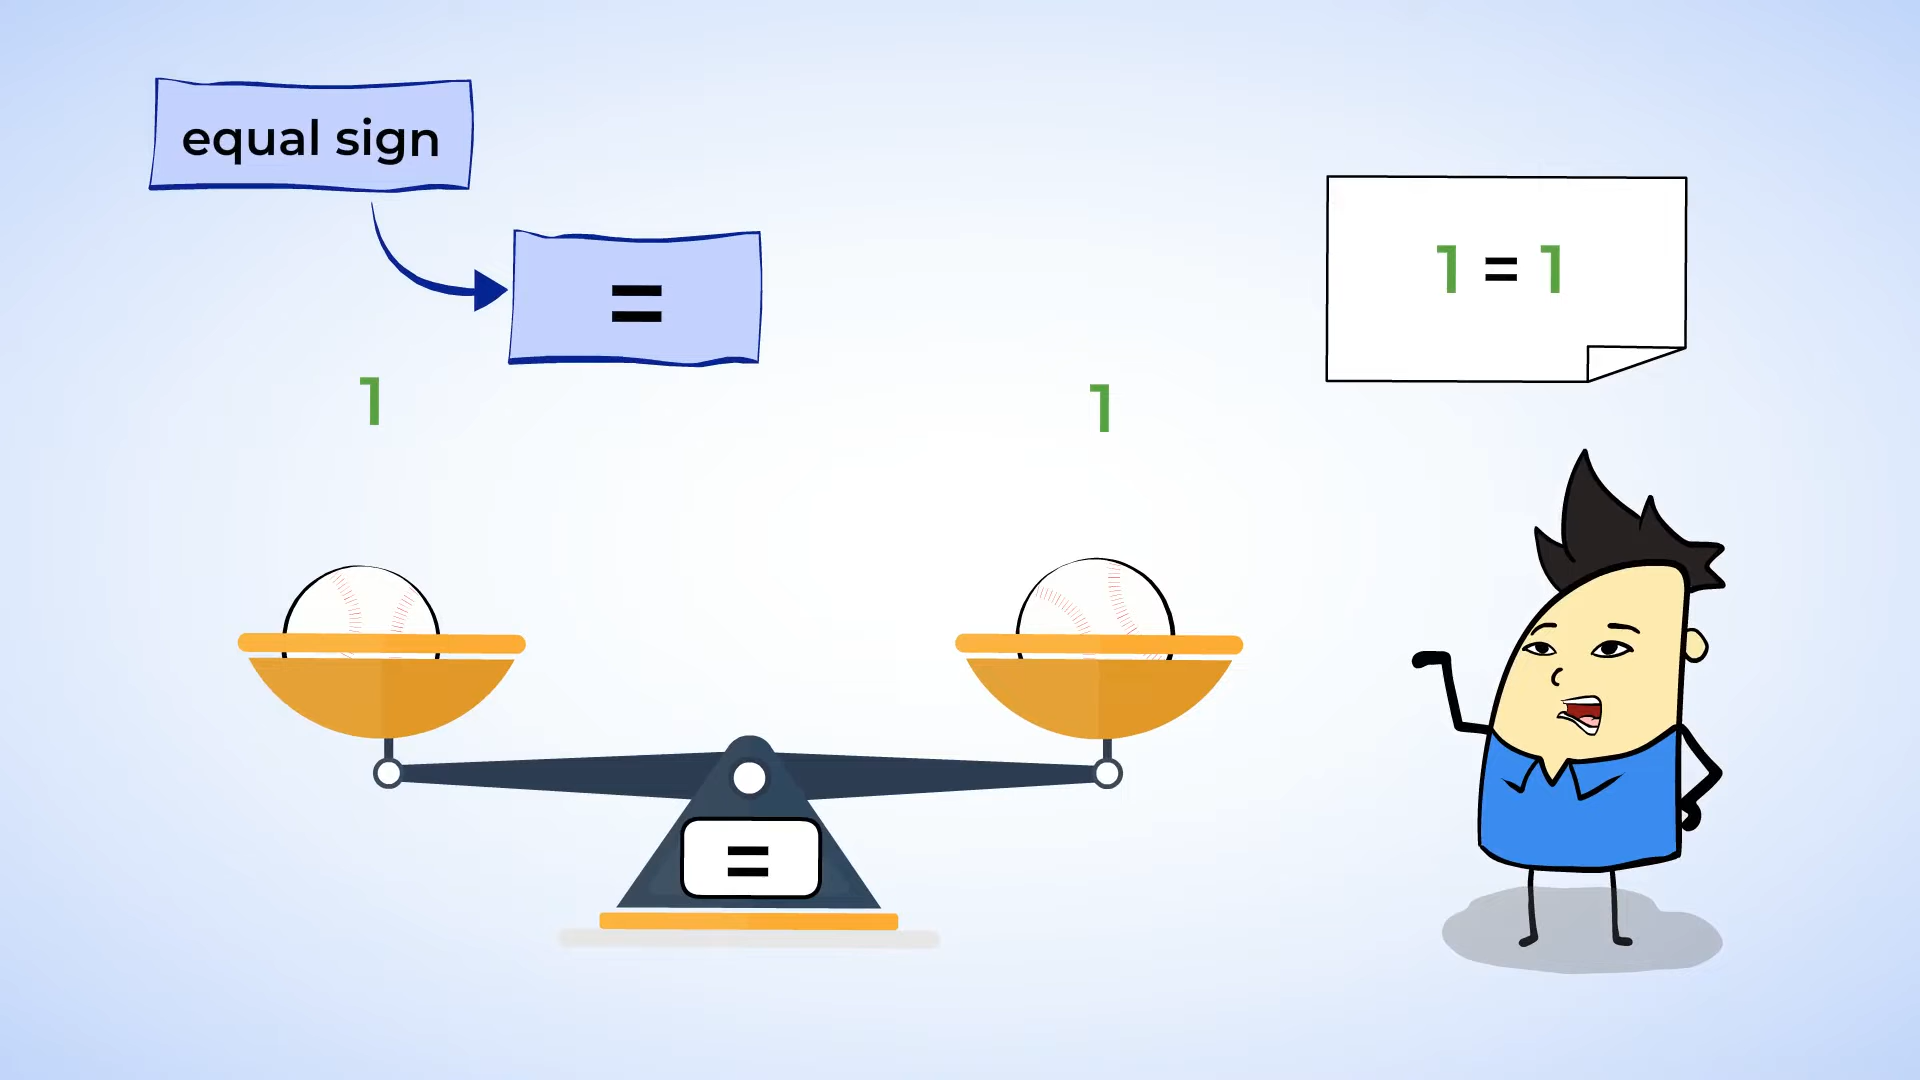 equal sign
=
1 = 1
1
1
=